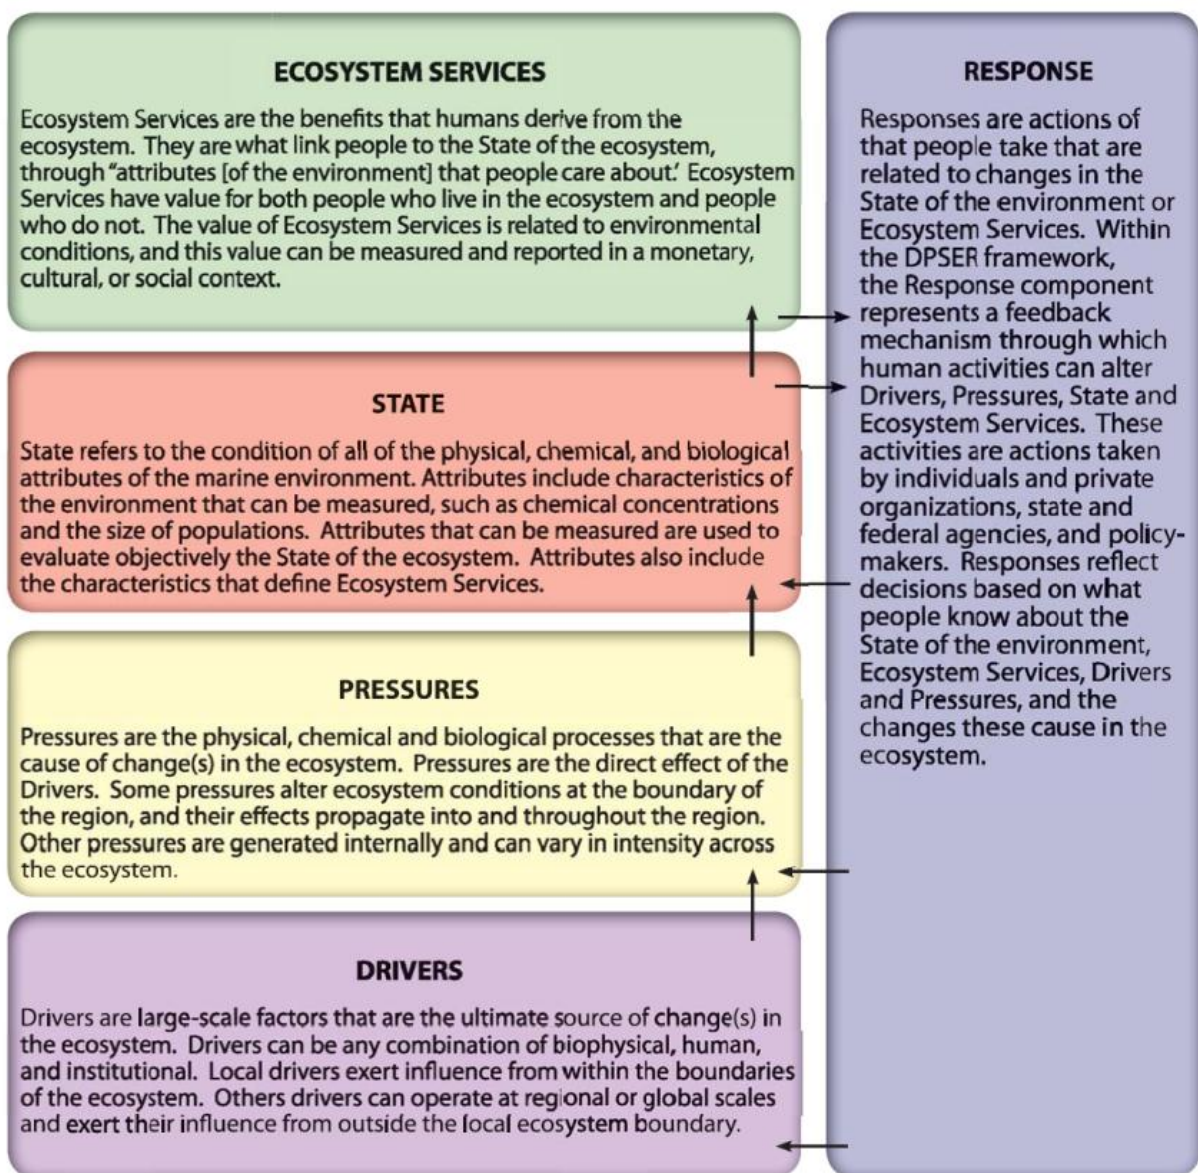 ECOSYSTEM SERVICES
Ecosystem Services are the benefits that humans derive from the
ecosystem. They are what link people to the State of the ecosystem,
through “attributes [of the environment] that people care about.’ Ecosystem
Services have value for both people who live in the ecosystem and people
who do not. The value of Ecosystem Services is related to environmental
conditions, and this value can be measured and reported in a monetary,
cultural, or social context.
STATE
State refers to the condition of all of the physical, chemical, and biological
attributes of the marine environment. Attributes include characteristics of
the environment that can be measured, such as chemical concentrations
and the size of populations. Attributes that can be measured are used to
evaluate objectively the State of the ecosystem. Attributes also include
the characteristics that define Ecosystem Services.
PRESSURES
Pressures are the physical, chemical and biological processes that are the
cause of change(s) in the ecosystem. Pressures are the direct effect of the
Drivers. Some pressures alter ecosystem conditions at the boundary of
the region, and their effects propagate into and throughout the region.
Other pressures are generated internally and can vary in intensity across
the ecosystem.
DRIVERS
Drivers are large-scale factors that are the ultimate source of change(s) in
the ecosystem. Drivers can be any combination of biophysical, human,
and institutional. Local drivers exert influence from within the boundaries
of the ecosystem. Others drivers can operate at regional or global scales
and exert their influence from outside the local ecosystem boundary.
RESPONSE
Responses are actions of
that people take that are
related to changes in the
State of the environment or
Ecosystem Services. Within
the DPSER framework,
the Response component
represents a feedback
mechanism through which
human activities can alter
Drivers, Pressures, State and
Ecosystem Services. These
activities are actions taken
by individuals and private
organizations, state and
federal agencies, and policy-
makers. Responses reflect
decisions based on what
people know about the
State of the environment,
Ecosystem Services, Drivers
and Pressures, and the
changes these cause in the
ecosystem.